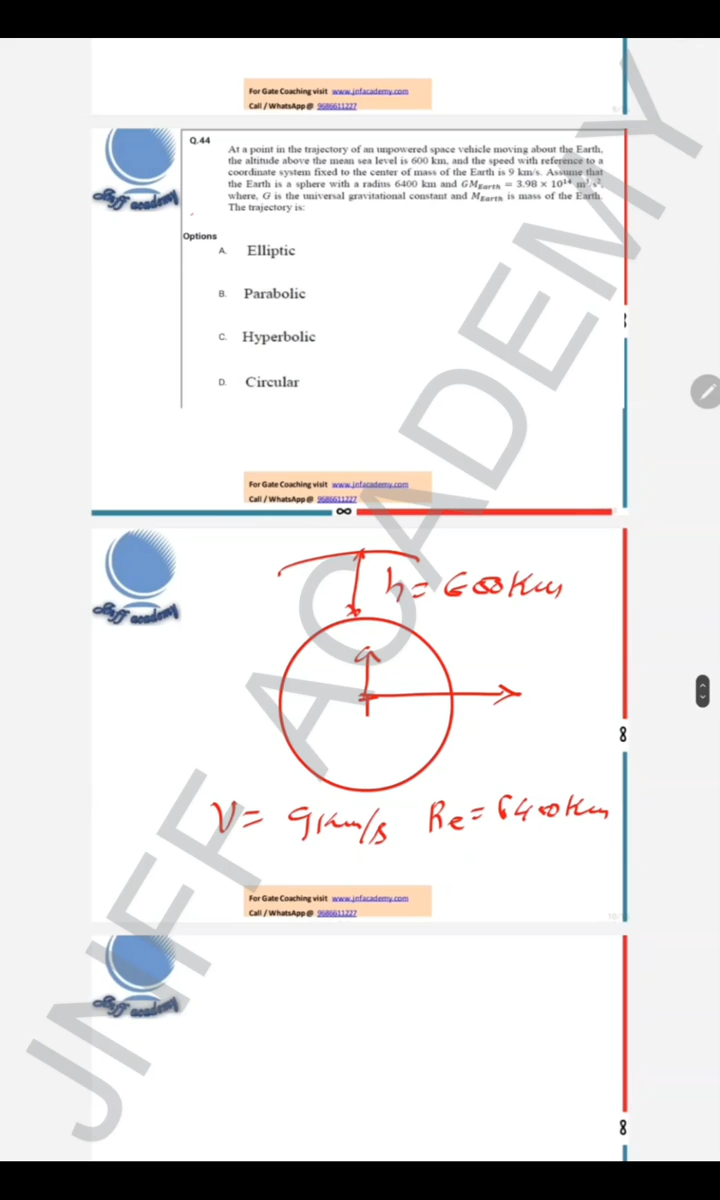 For Gate Coaching visit www.jnfacademy.com
Call / WhatsApp@ 9686611227
Q.44
At a point in the trajectory of an unpowered space vehicle moving about the Earth,
the altitude above the mean sea level is 600 km, and the speed with reference to a
coordinate system fixed to the center of mass of the Earth is 9 km/s. Assume that
the Earth is a sphere with a radius 6400 km and GM_Earth = 3.98 × 10¹⁴ m³/s²,
where, G is the universal gravitational constant and M_Earth is mass of the Earth.
The trajectory is:
academy
Options
A. Elliptic
B. Parabolic
C. Hyperbolic
D. Circular
For Gate Coaching visit www.jnfacademy.com
Call / WhatsApp@ 9686611227
h = 600 Km
academy
V = 9 Km/s Re = 6400 Km
For Gate Coaching visit www.jnfacademy.com
Call / WhatsApp@ 9686611227
academy
JNFF ACADEMY